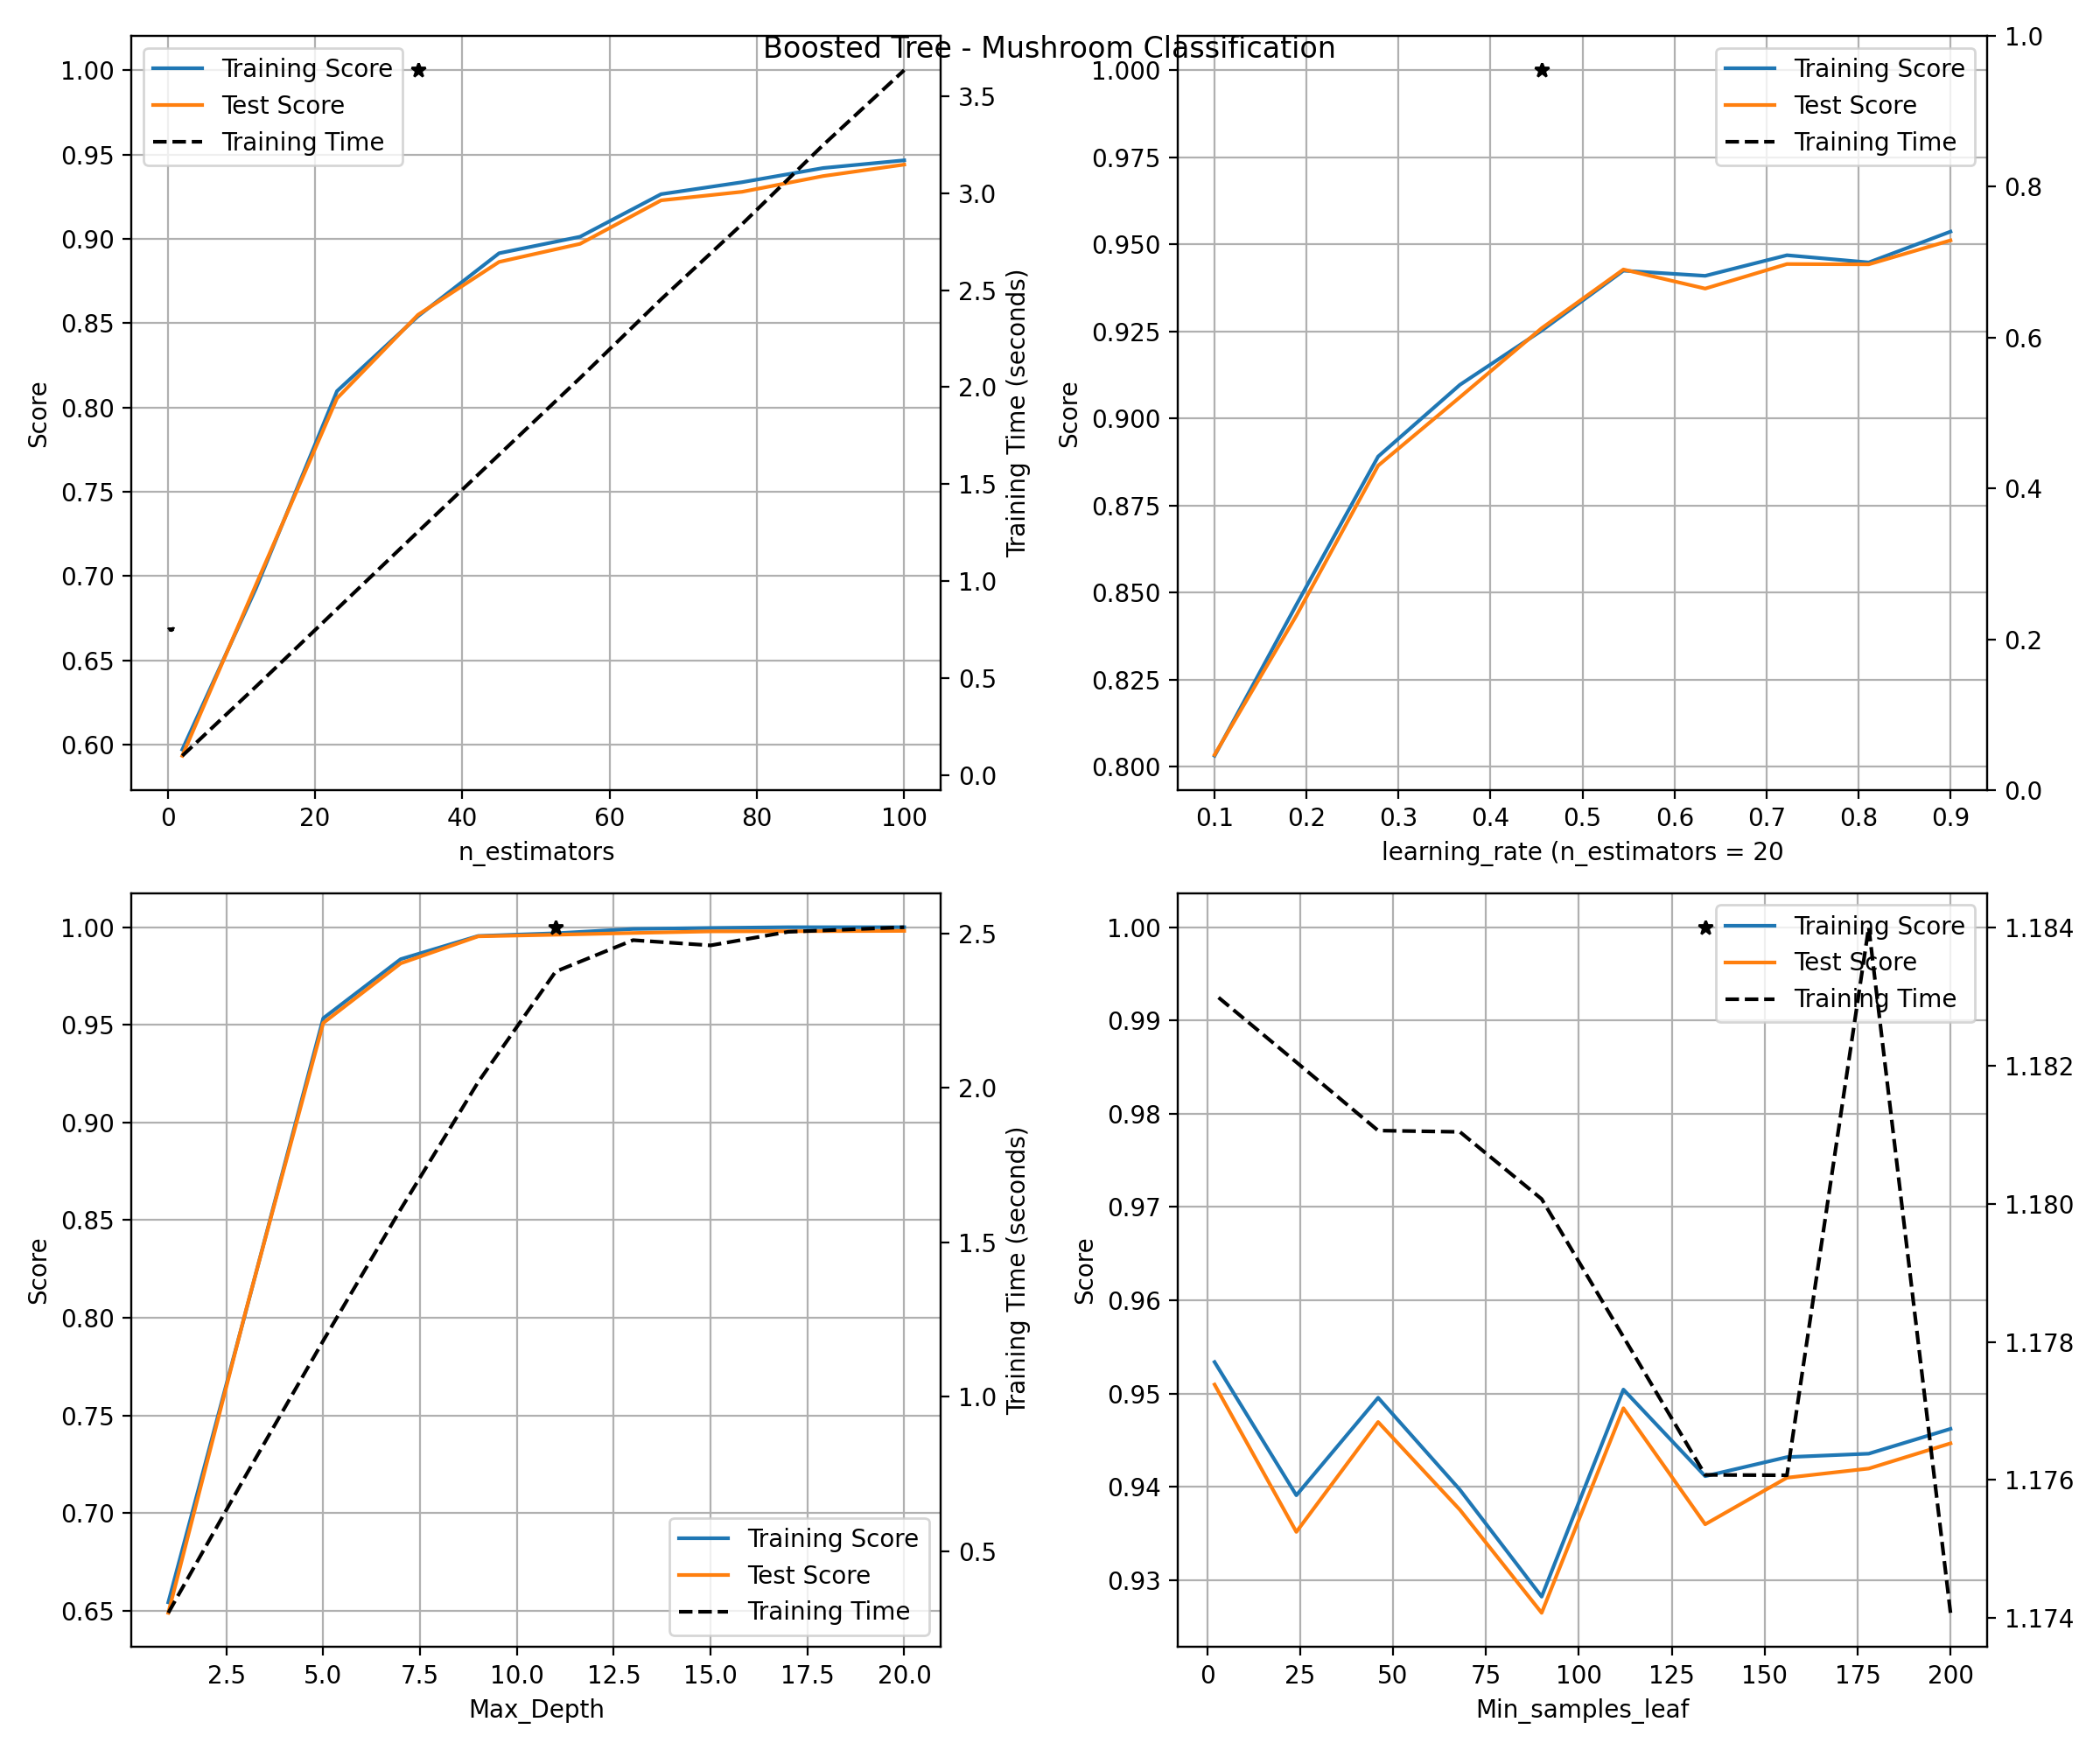 Boosted Tree - Mushroom Classification
Training Score
Test Score
Training Time
1.00
0.95
0.90
0.85
0.80
0.75
0.70
0.65
0.60
Score
3.5
3.0
2.5
2.0
1.5
1.0
0.5
0.0
Training Time (seconds)
0 20 40 60 80 100
n_estimators
Training Score
Test Score
Training Time
1.000
0.975
0.950
0.925
0.900
0.875
0.850
0.825
0.800
Score
1.0
0.8
0.6
0.4
0.2
0.0
0.1 0.2 0.3 0.4 0.5 0.6 0.7 0.8 0.9
learning_rate (n_estimators = 20
1.00
0.95
0.90
0.85
0.80
0.75
0.70
0.65
Score
2.5
2.0
1.5
1.0
0.5
Training Time (seconds)
Training Score
Test Score
Training Time
2.5 5.0 7.5 10.0 12.5 15.0 17.5 20.0
Max_Depth
Training Score
Test Score
Training Time
1.00
0.99
0.98
0.97
0.96
0.95
0.94
0.93
Score
1.184
1.182
1.180
1.178
1.176
1.174
0 25 50 75 100 125 150 175 200
Min_samples_leaf